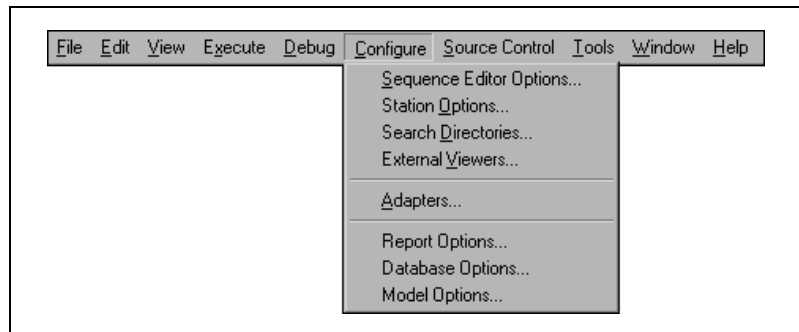 File Edit View Execute Debug Configure Source Control Tools Window Help
Sequence Editor Options...
Station Options...
Search Directories...
External Viewers...
Adapters...
Report Options...
Database Options...
Model Options...